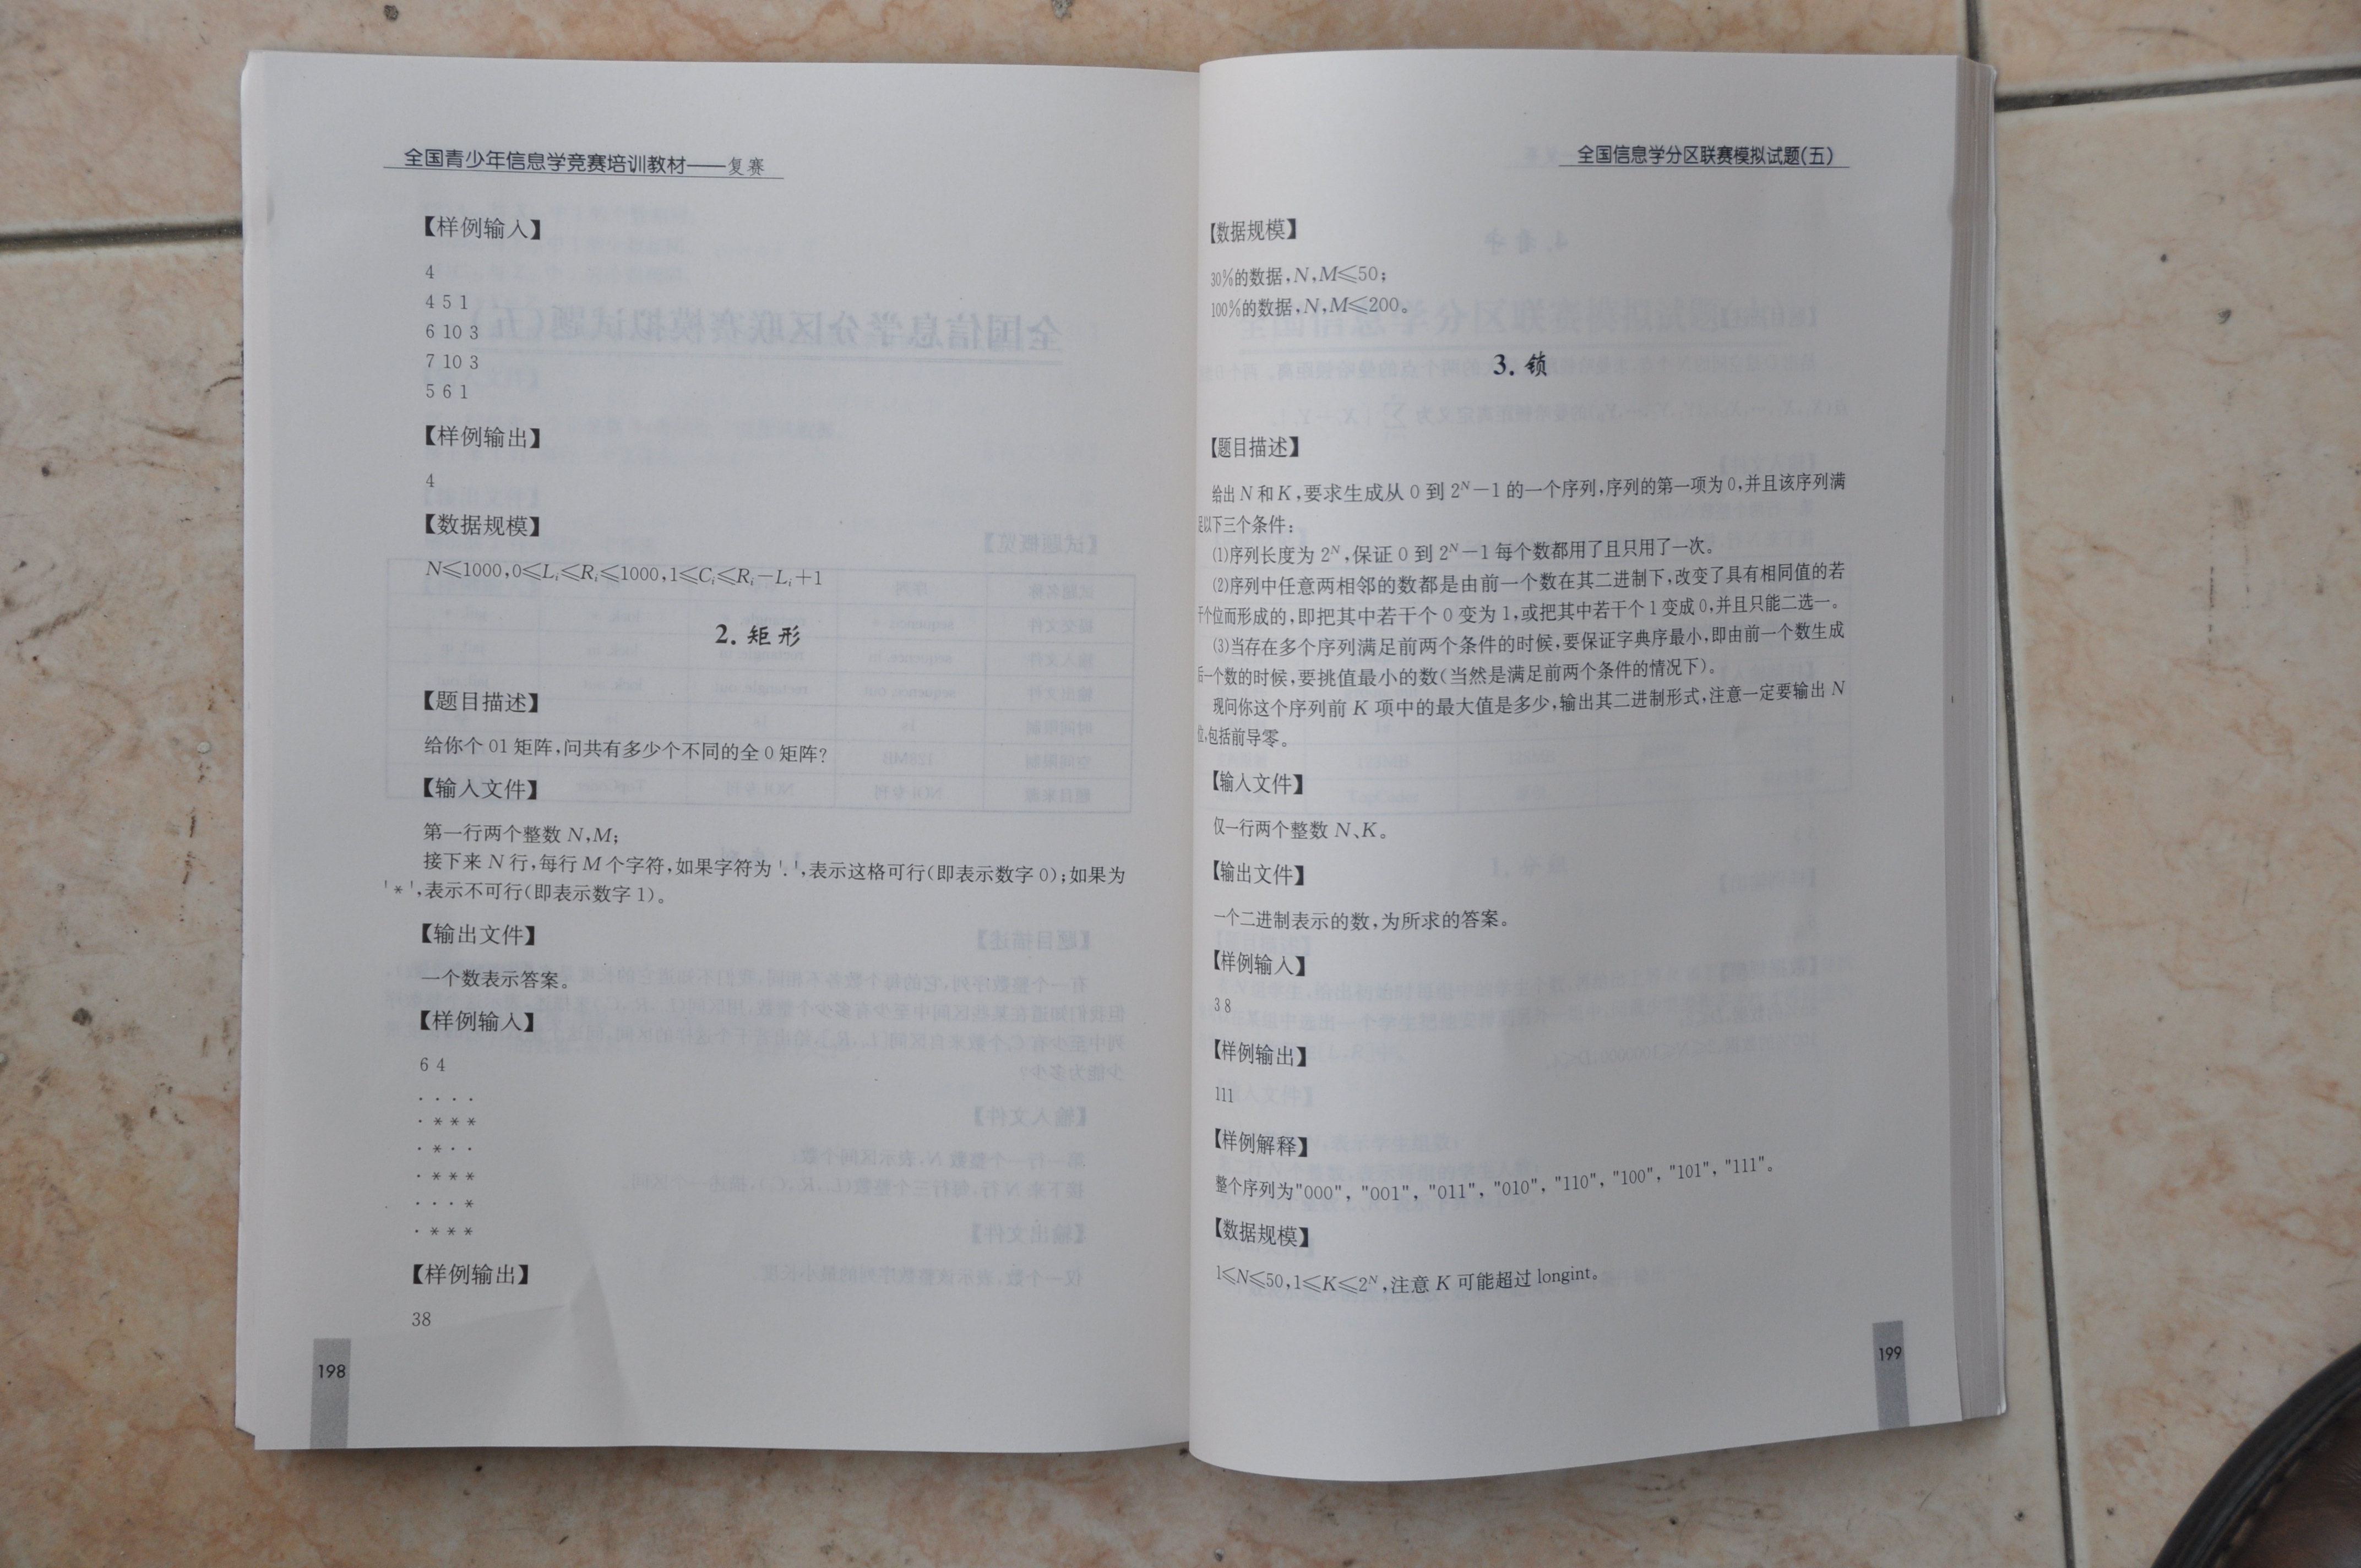 全国青少年信息学竞赛培训教材——复赛
【样例输入】
4
4 5 1
6 10 3
7 10 3
5 6 1
【样例输出】
4
【数据规模】
N≤1000,0≤Lᵢ≤Rᵢ≤1000,1≤Cᵢ≤Rᵢ-Lᵢ+1
2. 矩形
【题目描述】
给你个 01 矩阵,问共有多少个不同的全 0 矩阵?
【输入文件】
第一行两个整数 N,M;
接下来 N 行,每行 M 个字符,如果字符为 '.',表示这格可行(即表示数字 0);如果为
'*',表示不可行(即表示数字 1)。
【输出文件】
一个数表示答案。
【样例输入】
6 4
....
.***
.*..
.***
...*
.***
【样例输出】
38
198
全国信息学分区联赛模拟试题(五)
【数据规模】
30%的数据,N,M≤50;
100%的数据,N,M≤200。
3. 锁
【题目描述】
给出 N 和 K,要求生成从 0 到 2ᴺ-1 的一个序列,序列的第一项为 0,并且该序列满
足以下三个条件:
(1)序列长度为 2ᴺ,保证 0 到 2ᴺ-1 每个数都用了且只用了一次。
(2)序列中任意两相邻的数都是由前一个数在其二进制下,改变了具有相同值的若
干个位而形成的,即把其中若干个 0 变为 1,或把其中若干个 1 变成 0,并且只能二选一。
(3)当存在多个序列满足前两个条件的时候,要保证字典序最小,即由前一个数生成
后一个数的时候,要挑值最小的数(当然是满足前两个条件的情况下)。
现问你这个序列前 K 项中的最大值是多少,输出其二进制形式,注意一定要输出 N
位,包括前导零。
【输入文件】
仅一行两个整数 N、K。
【输出文件】
一个二进制表示的数,为所求的答案。
【样例输入】
3 8
【样例输出】
111
【样例解释】
整个序列为"000", "001", "011", "010", "110", "100", "101", "111"。
【数据规模】
1≤N≤50,1≤K≤2ᴺ,注意 K 可能超过 longint。
199